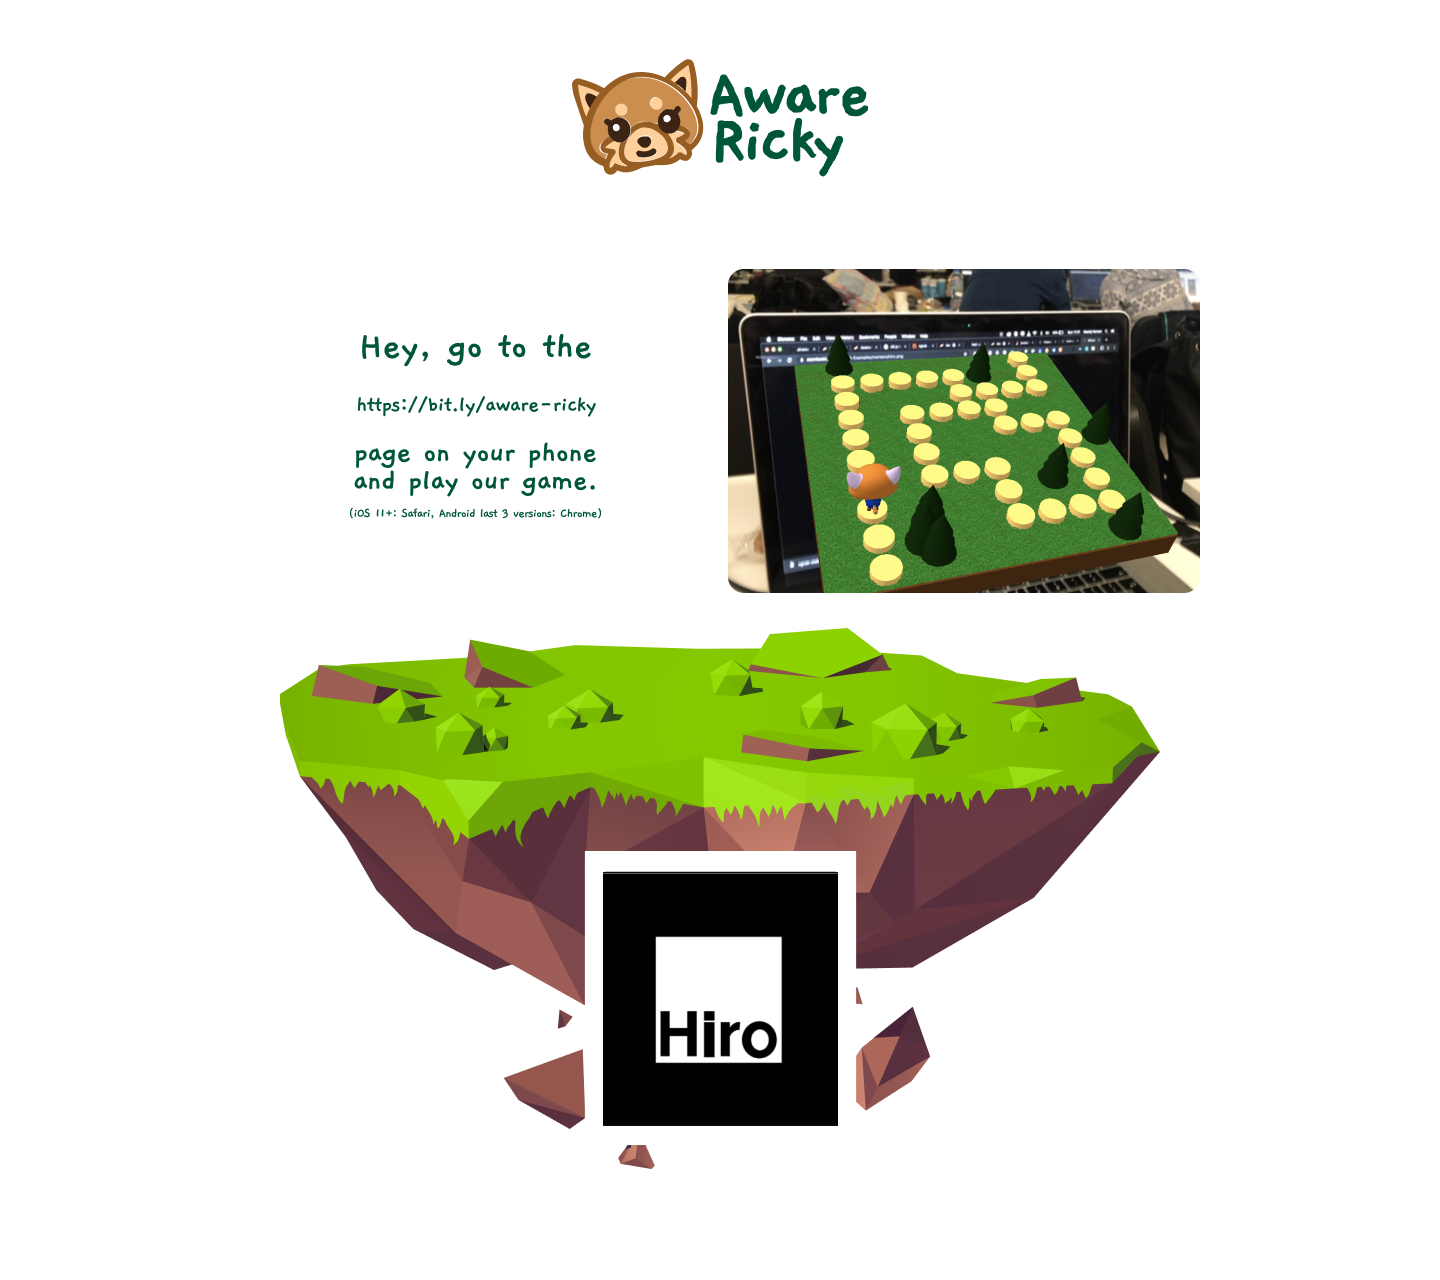 Aware
Ricky
Hey, go to the
https://bit.ly/aware-ricky
page on your phone
and play our game.
(iOS 11+: Safari, Android last 3 versions: Chrome)
Hiro